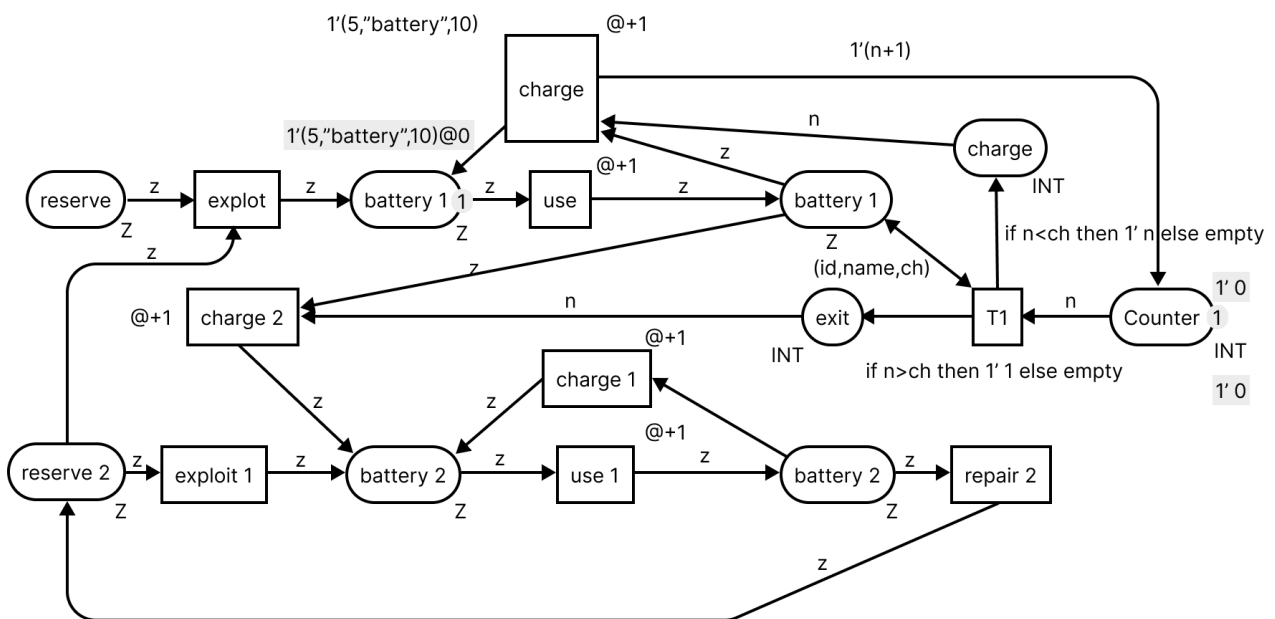 1'(5,"battery",10)
@+1
1'(n+1)
charge
n
1'(5,"battery",10)@0
charge
z
@+1
INT
reserve
z
explot
z
battery 1
1
z
use
z
battery 1
Z
Z
Z
if n<ch then 1' n else empty
z
(id,name,ch)
z
1' 0
@+1
charge 2
n
exit
T1
n
Counter
1
INT
@+1
INT
if n>ch then 1' 1 else empty
charge 1
1' 0
z
z
@+1
reserve 2
z
exploit 1
z
battery 2
z
use 1
z
battery 2
z
repair 2
Z
Z
Z
z